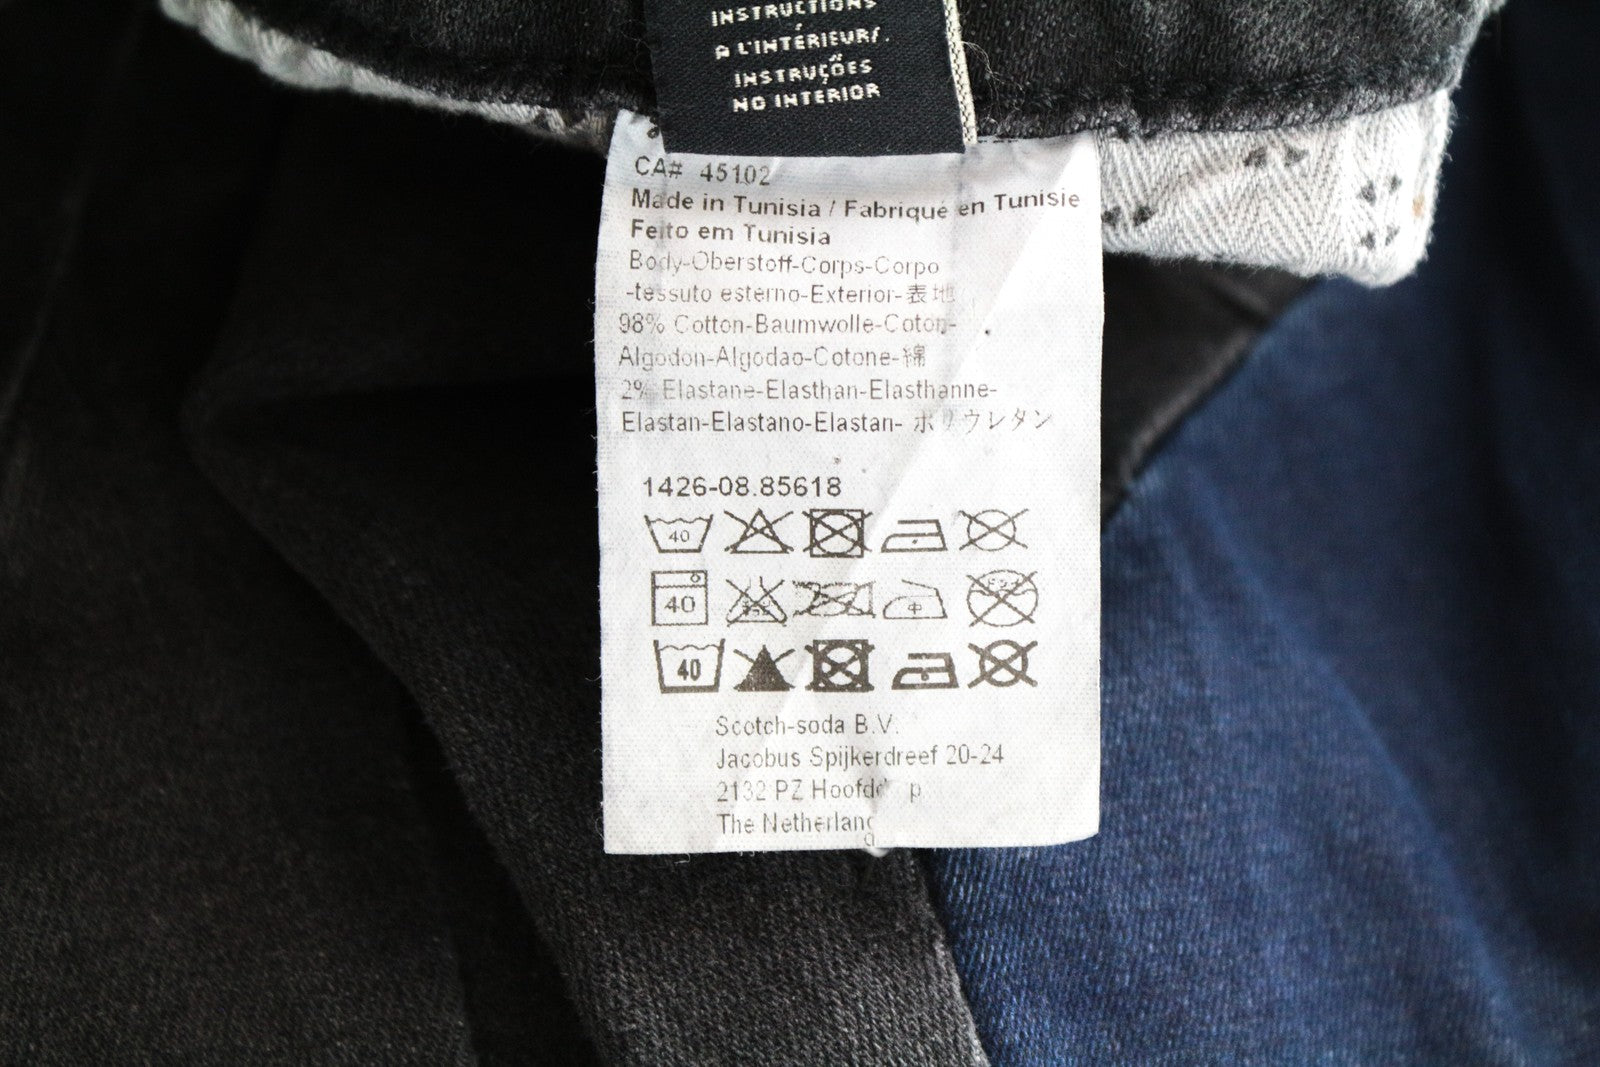 INSTRUCTIONS
A L'INTÉRIEUR/.
INSTRUÇÕES
NO INTERIOR
CA# 45102
Made in Tunisia / Fabriqué en Tunisie
Feito em Tunisia
Body-Oberstoff-Corps-Corpo
-tessuto esterno-Exterior-表地
98% Cotton-Baumwolle-Coton-
Algodon-Algodao-Cotone-綿
2% Elastane-Elasthan-Elasthanne-
Elastan-Elastano-Elastan- ポリウレタン
1426-08.85618
40
40 中
40
Scotch-soda B.V.
Jacobus Spijkerdreef 20-24
2132 PZ
The Netherland